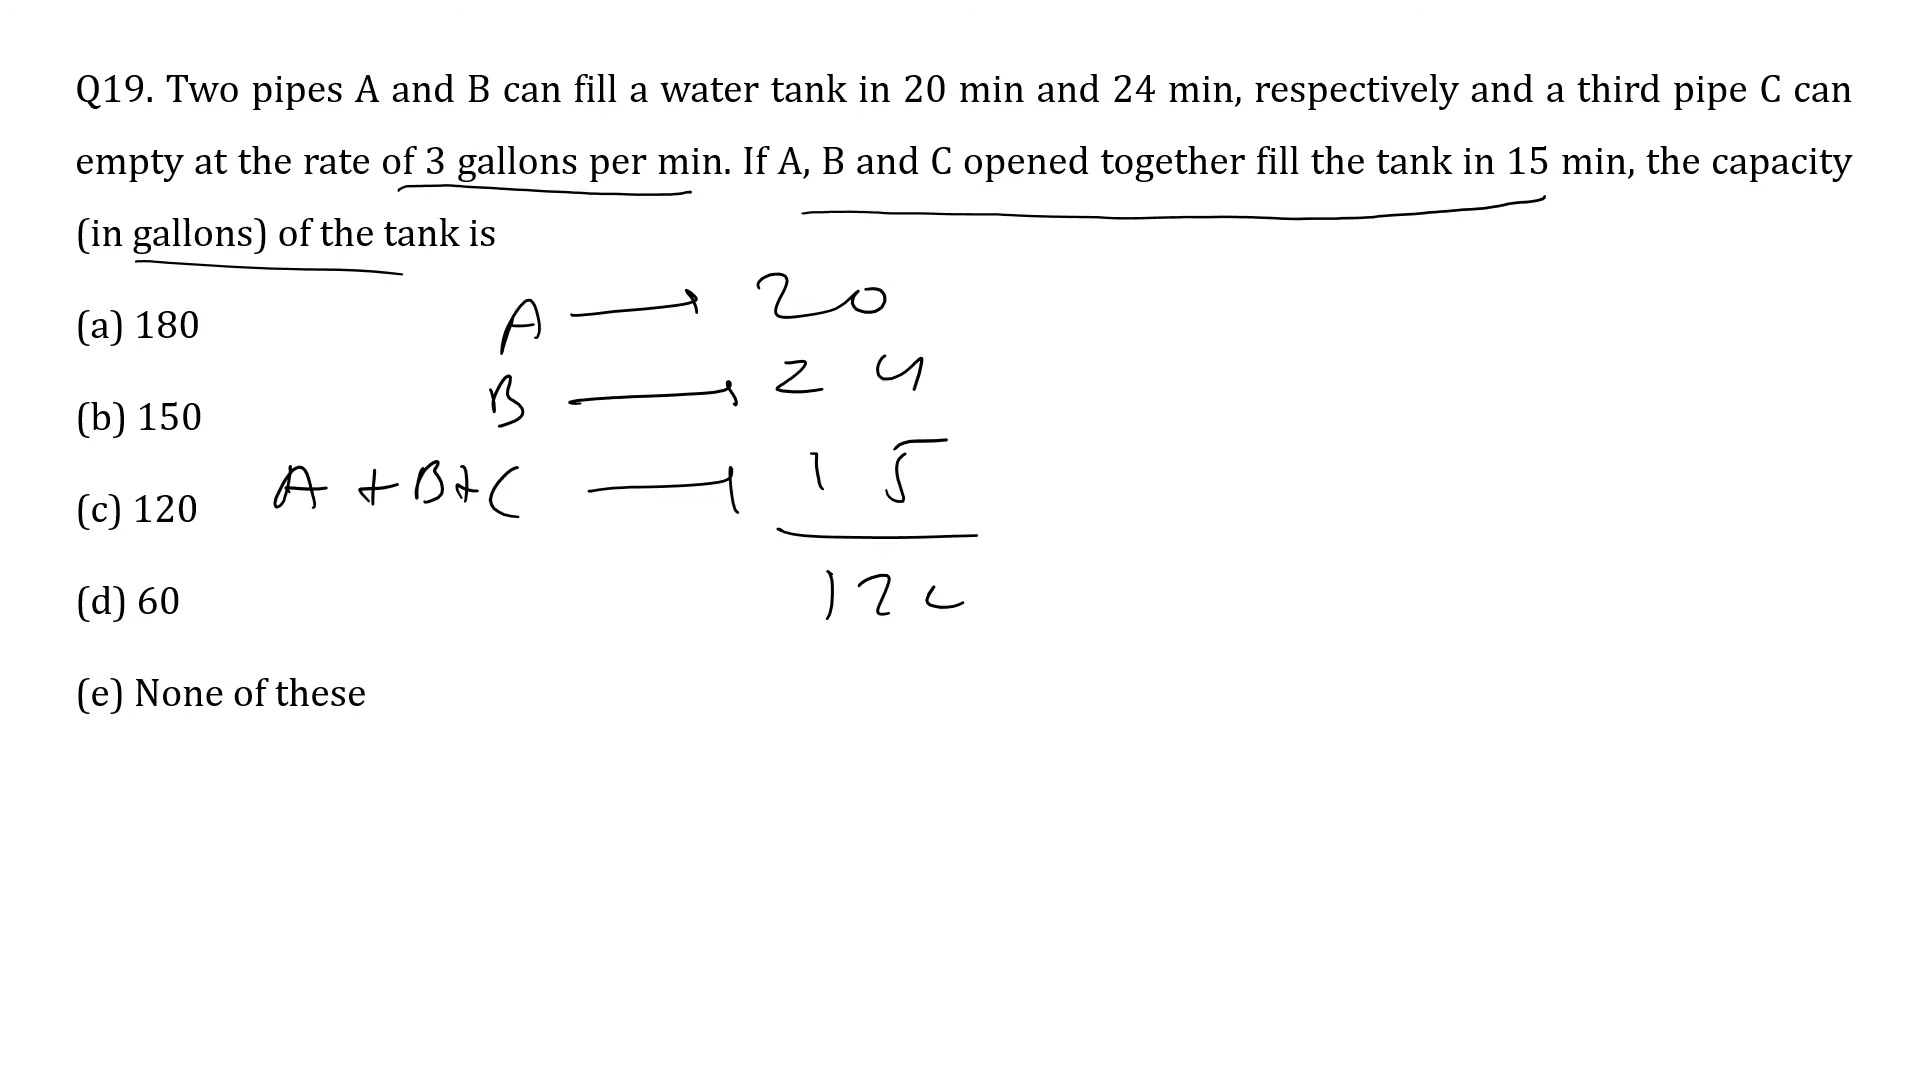 Q19. Two pipes A and B can fill a water tank in 20 min and 24 min, respectively and a third pipe C can
empty at the rate of 3 gallons per min. If A, B and C opened together fill the tank in 15 min, the capacity
(in gallons) of the tank is
(a) 180
(b) 150
(c) 120
(d) 60
(e) None of these
A → 20
B → 24
A + B + C → 15